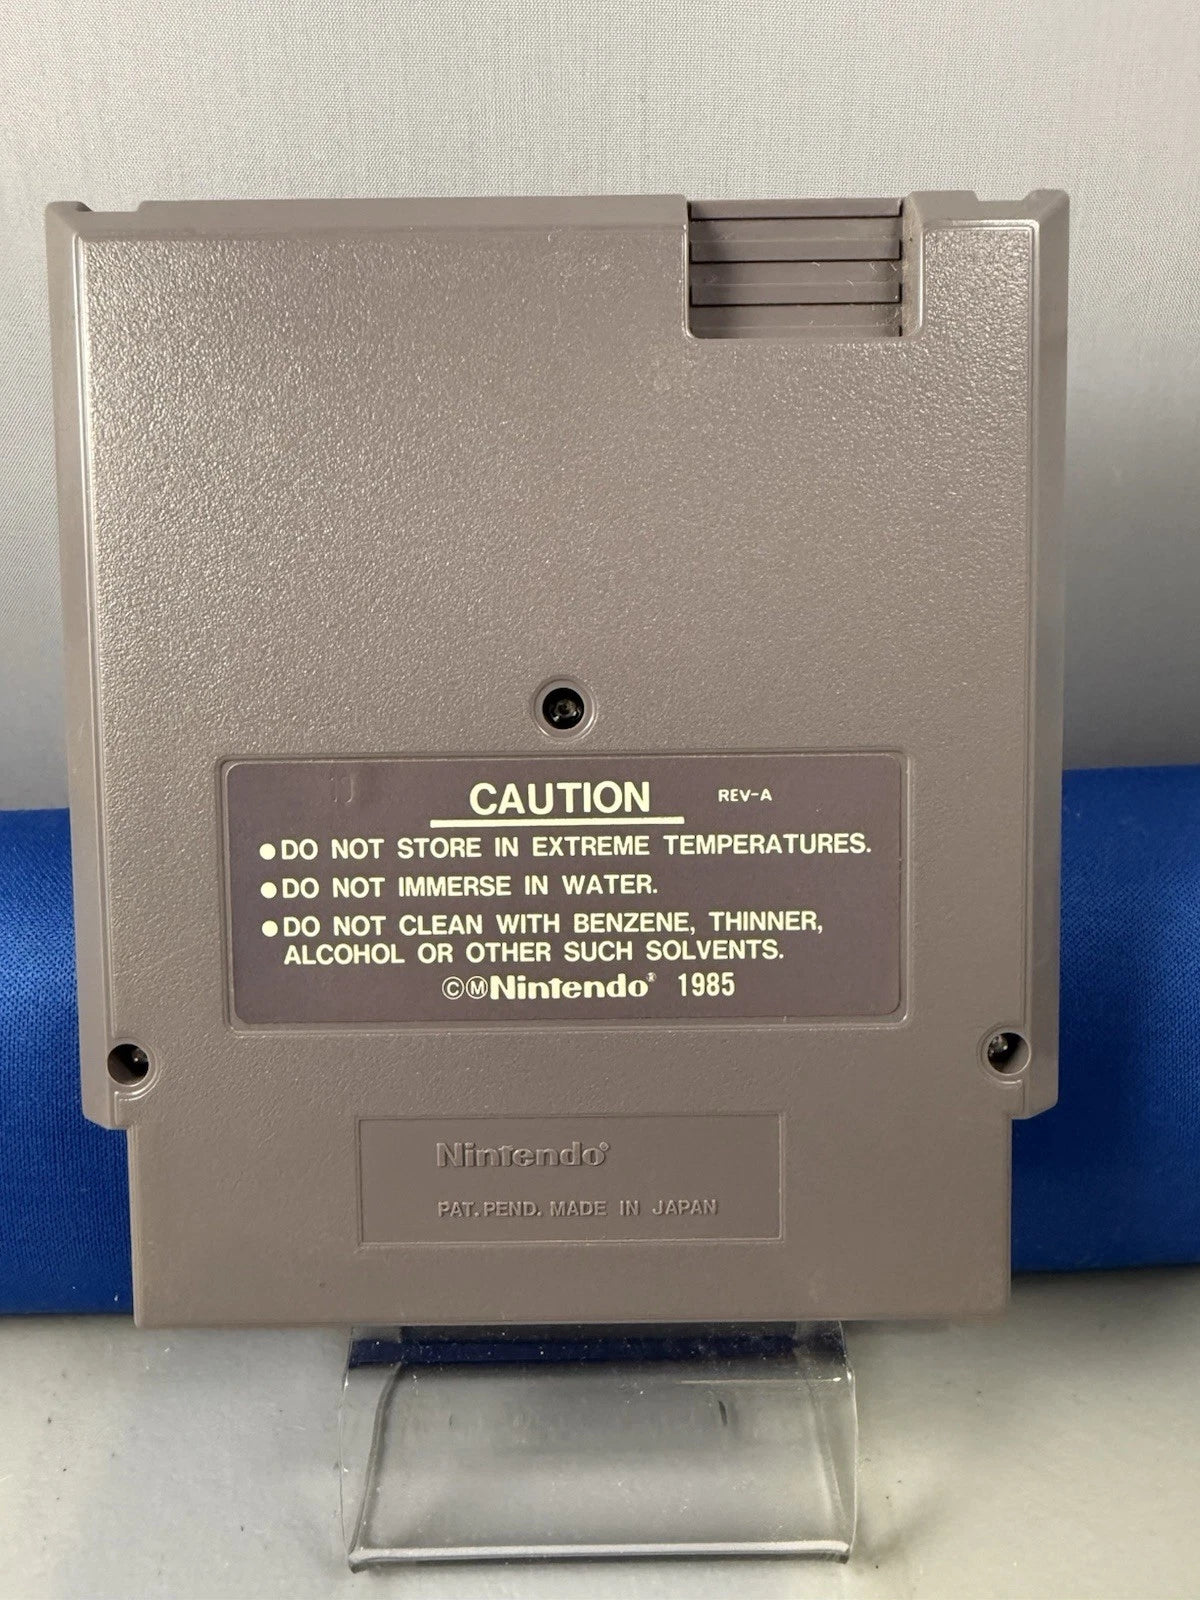 CAUTION REV-A
●DO NOT STORE IN EXTREME TEMPERATURES.
●DO NOT IMMERSE IN WATER.
●DO NOT CLEAN WITH BENZENE, THINNER,
ALCOHOL OR OTHER SUCH SOLVENTS.
©ⓂNintendo® 1985
Nintendo®
PAT. PEND. MADE IN JAPAN